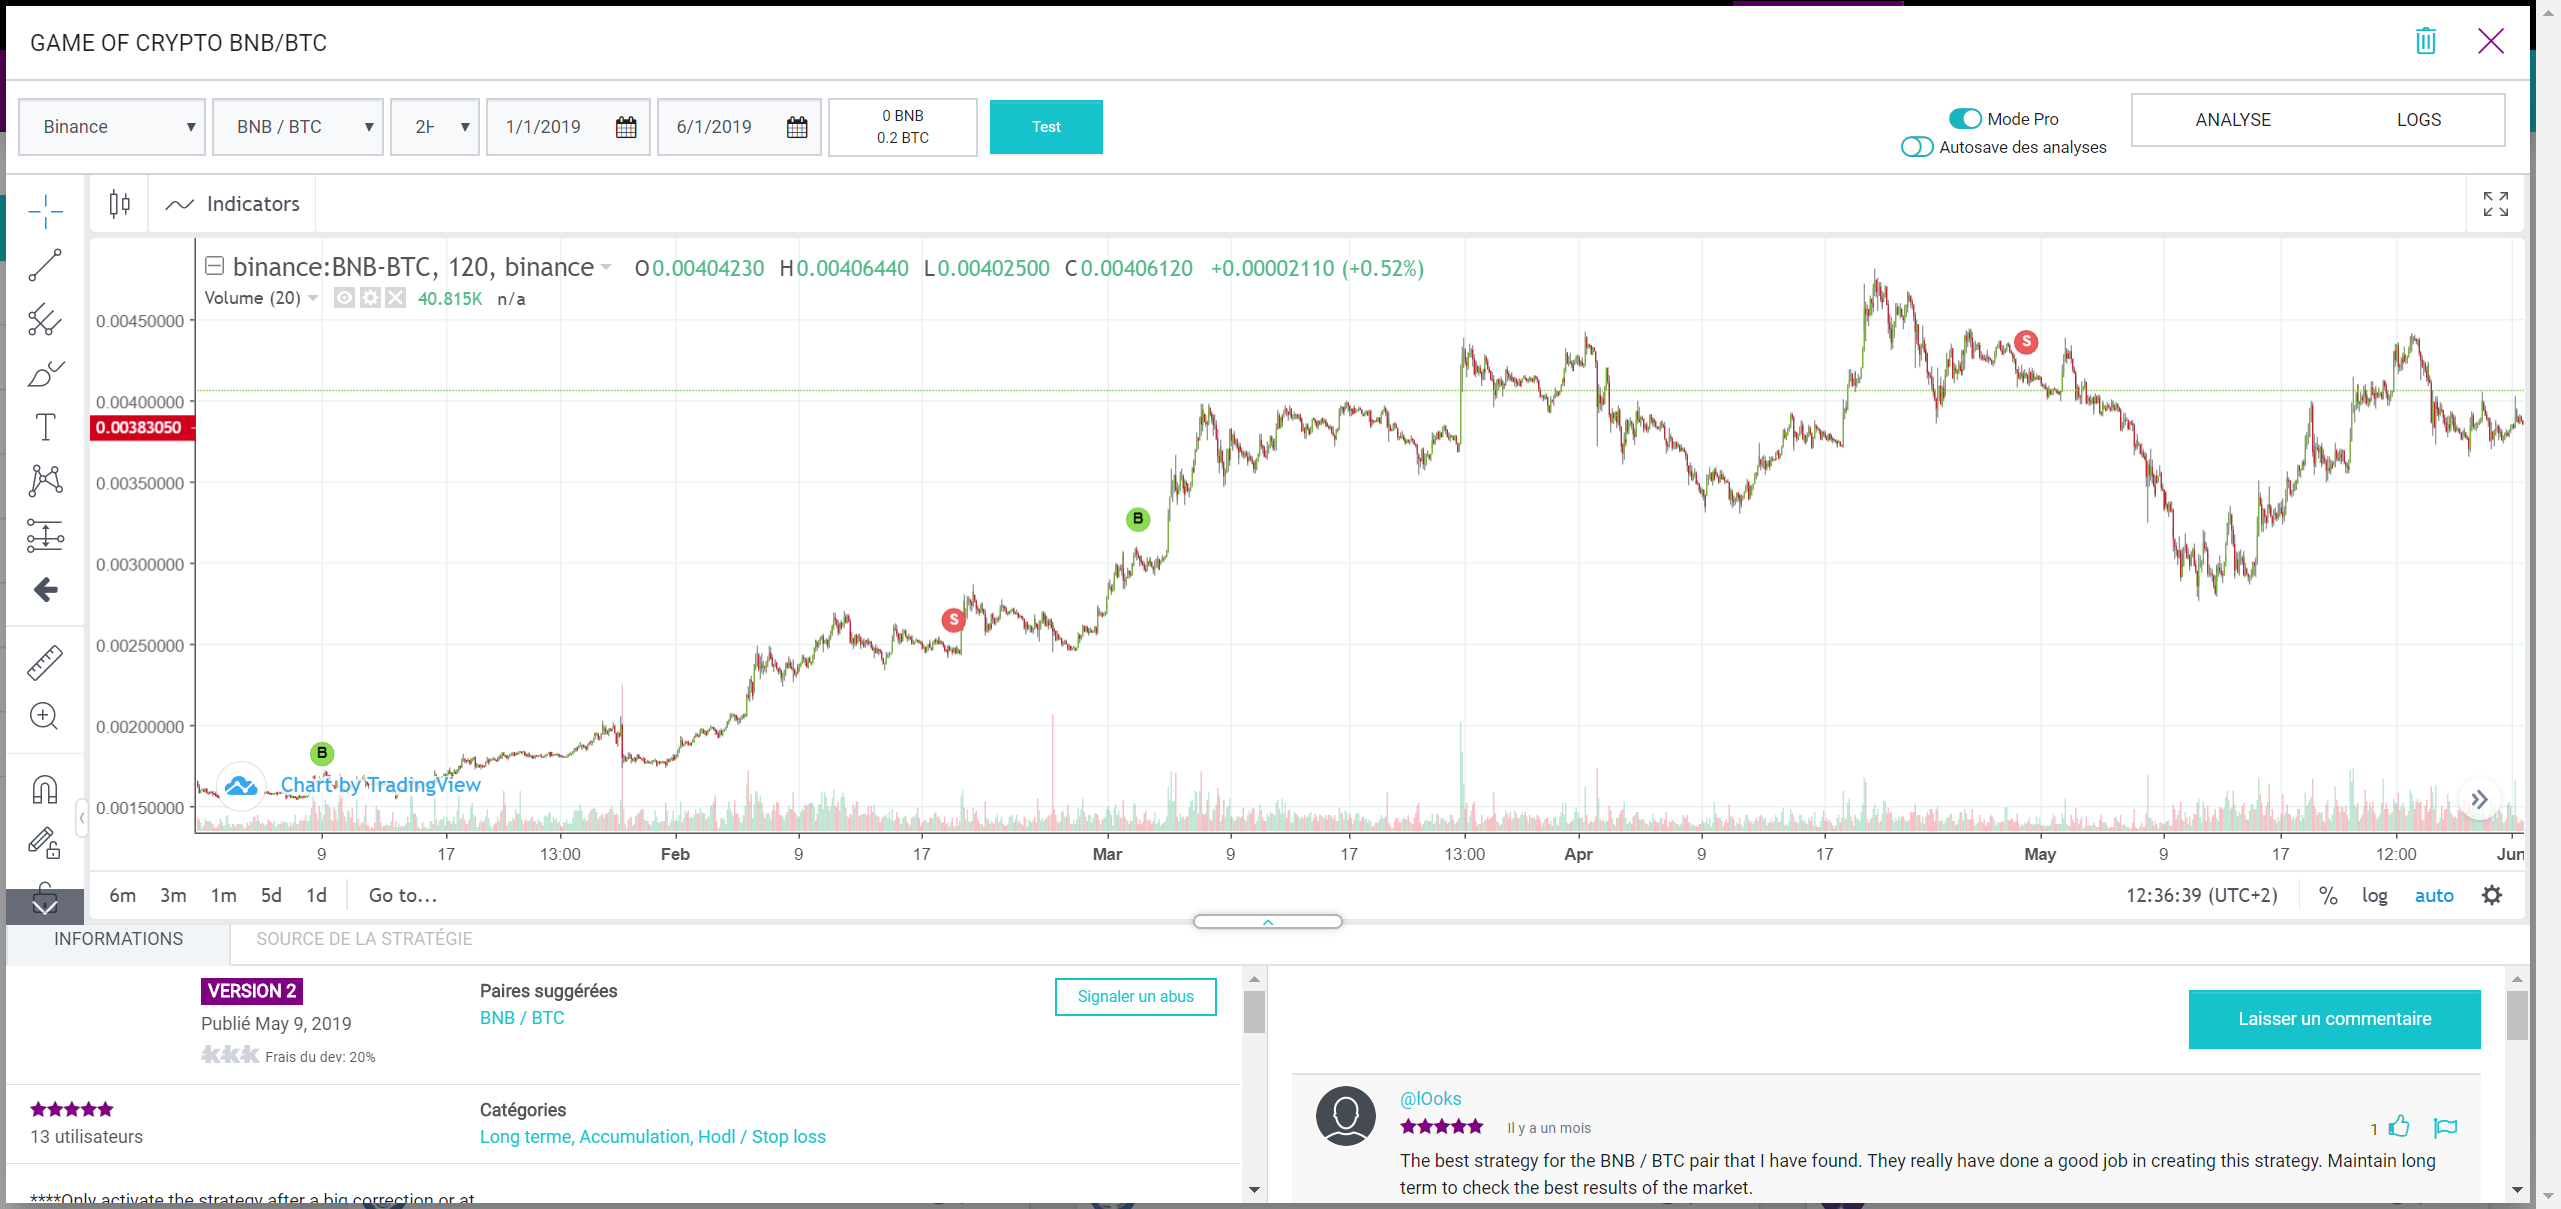 GAME OF CRYPTO BNB/BTC
Binance
BNB / BTC
2H
1/1/2019
6/1/2019
0 BNB
0.2 BTC
Test
Mode Pro
Autosave des analyses
ANALYSE
LOGS
Indicators
binance:BNB-BTC, 120, binance O0.00404230 H0.00406440 L0.00402500 C0.00406120 +0.00002110 (+0.52%)
Volume (20) 40.815K n/a
0.00450000
0.00400000
0.00383050
0.00350000
0.00300000
0.00250000
0.00200000
0.00150000
B
S
B
S
Chart by TradingView
9 17 13:00 Feb 9 17 Mar 9 17 13:00 Apr 9 17 May 9 17 12:00 Jun
6m 3m 1m 5d 1d Go to...
12:36:39 (UTC+2) % log auto
INFORMATIONS
SOURCE DE LA STRATÉGIE
VERSION 2
Publié May 9, 2019
Frais du dev: 20%
Paires suggérées
BNB / BTC
Signaler un abus
13 utilisateurs
Catégories
Long terme, Accumulation, Hodl / Stop loss
****Only activate the strategy after a big correction or at
Laisser un commentaire
@lOoks
Il y a un mois
1
The best strategy for the BNB / BTC pair that I have found. They really have done a good job in creating this strategy. Maintain long
term to check the best results of the market.